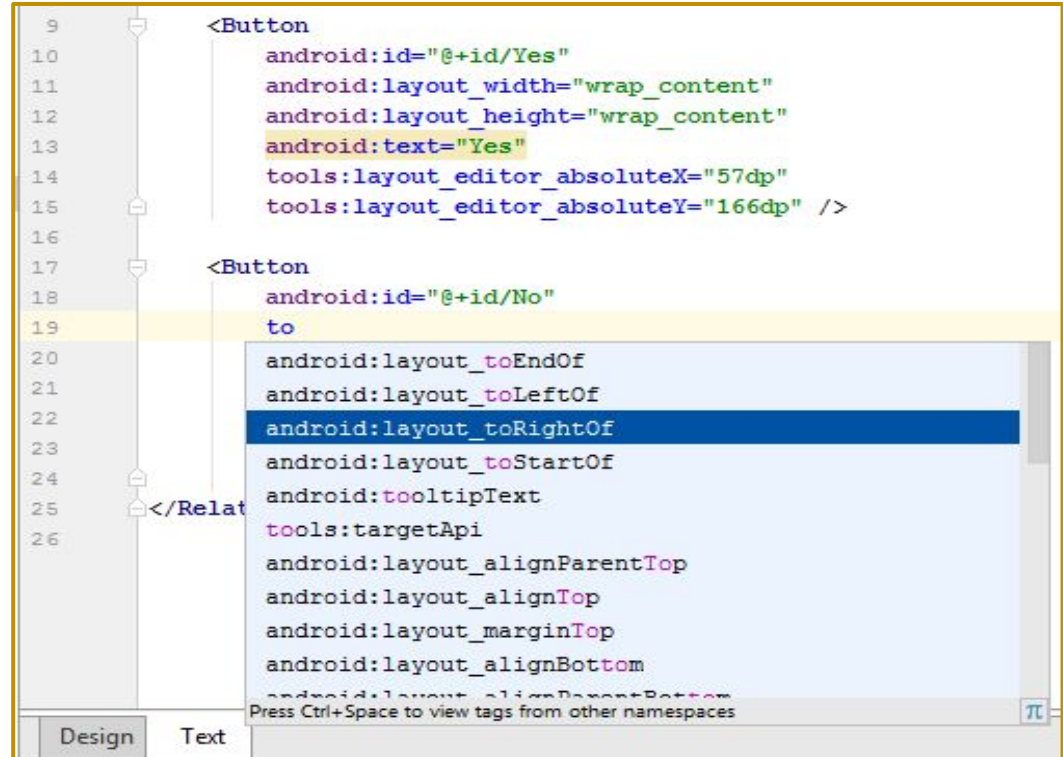 9 <Button
10 android:id="@+id/Yes"
11 android:layout_width="wrap_content"
12 android:layout_height="wrap_content"
13 android:text="Yes"
14 tools:layout_editor_absoluteX="57dp"
15 tools:layout_editor_absoluteY="166dp" />
16
17 <Button
18 android:id="@+id/No"
19 to
20 android:layout_toEndOf
21 android:layout_toLeftOf
22 android:layout_toRightOf
23 android:layout_toStartOf
24 android:tooltipText
25 </Relat
tools:targetApi
26
android:layout_alignParentTop
android:layout_alignTop
android:layout_marginTop
android:layout_alignBottom
android:layout_alignParentBottom
Press Ctrl+Space to view tags from other namespaces π
Design Text